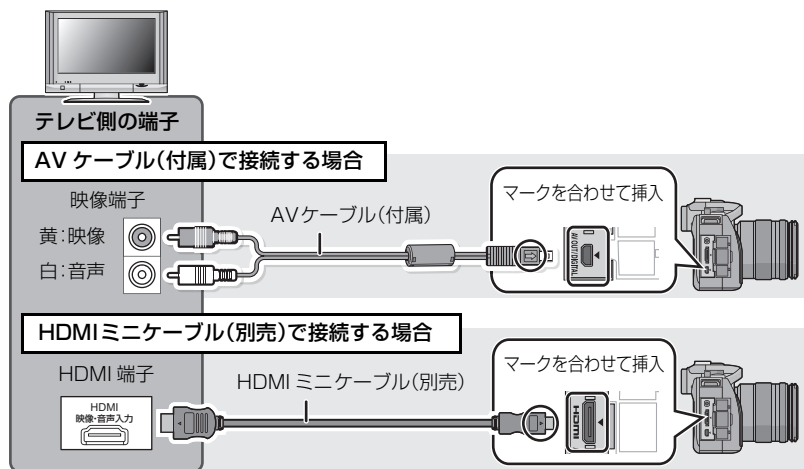 テレビ側の端子
AV ケーブル(付属)で接続する場合
映像端子
黄:映像
白:音声
AVケーブル(付属)
マークを合わせて挿入
AV OUT/DIGITAL
HDMIミニケーブル(別売)で接続する場合
HDMI 端子
HDMI
映像・音声入力
HDMI ミニケーブル(別売)
マークを合わせて挿入
HDMI